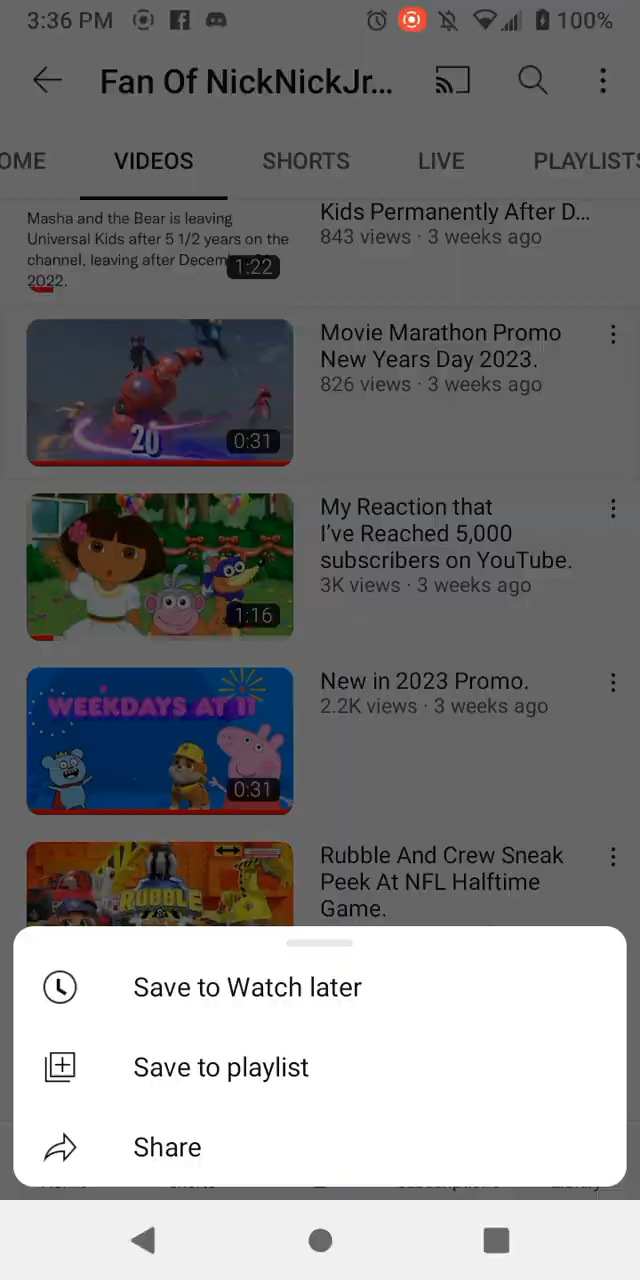 3:36 PM
100%
Fan Of NickNickJr...
OME
VIDEOS
SHORTS
LIVE
PLAYLISTS
Masha and the Bear is leaving
Universal Kids after 5 1/2 years on the
channel, leaving after Decem
2022.
1:22
Kids Permanently After D...
843 views · 3 weeks ago
20
0:31
Movie Marathon Promo
New Years Day 2023.
826 views · 3 weeks ago
1:16
My Reaction that
I've Reached 5,000
subscribers on YouTube.
3K views · 3 weeks ago
WEEKDAYS AT 11
0:31
New in 2023 Promo.
2.2K views · 3 weeks ago
RUBBLE
Rubble And Crew Sneak
Peek At NFL Halftime
Game.
Save to Watch later
Save to playlist
Share